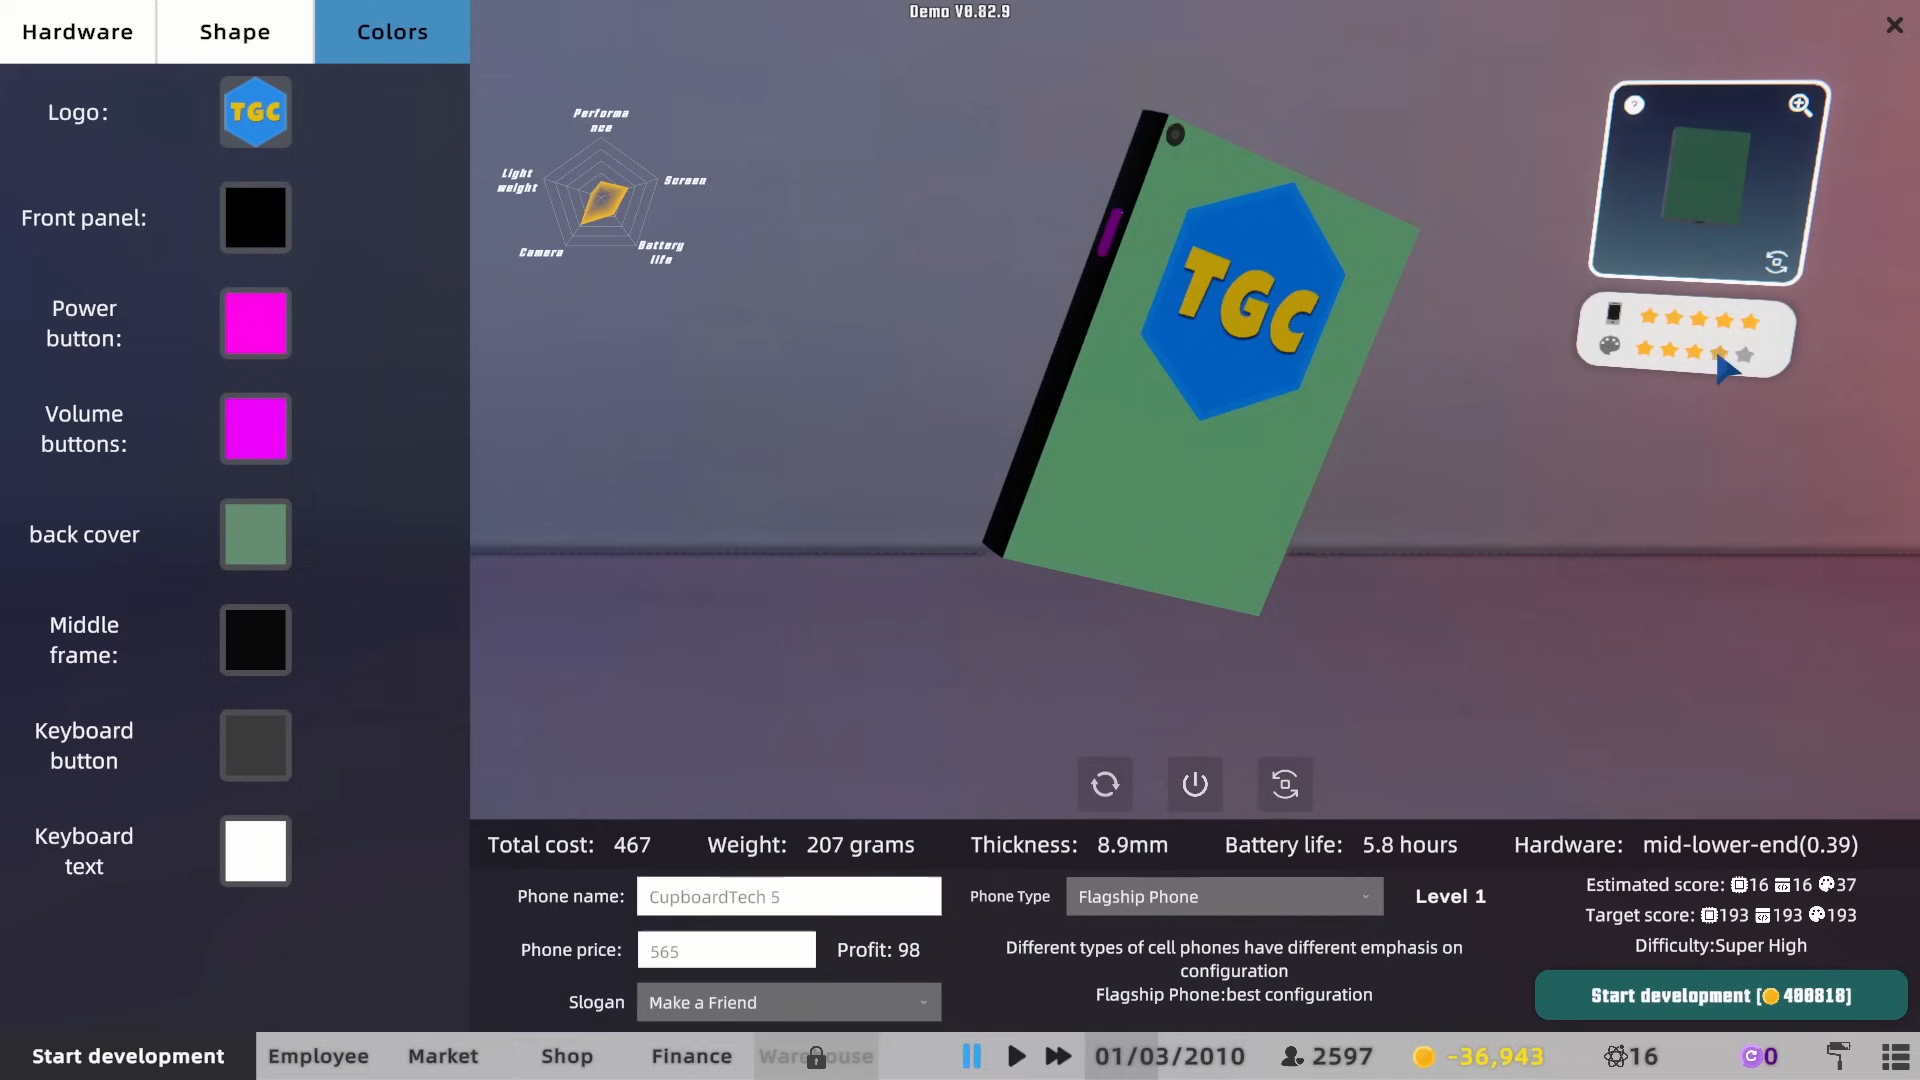 Demo V0.82.9
Hardware
Shape
Colors
Logo:
TGC
Front panel:
Power
button:
Volume
buttons:
back cover
Middle
frame:
Keyboard
button
Keyboard
text
Performa
nce
Light
weight
Screen
Camera
Battery
life
TGC
?
Total cost: 467
Weight: 207 grams
Thickness: 8.9mm
Battery life: 5.8 hours
Hardware: mid-lower-end(0.39)
Phone name: CupboardTech 5
Phone Type Flagship Phone
Level 1
Phone price: 565
Profit: 98
Slogan Make a Friend
Different types of cell phones have different emphasis on
configuration
Flagship Phone:best configuration
Estimated score: 16 16 37
Target score: 193 193 193
Difficulty:Super High
Start development [400818]
Start development
Employee
Market
Shop
Finance
Warehouse
01/03/2010
2597
-36,943
16
0